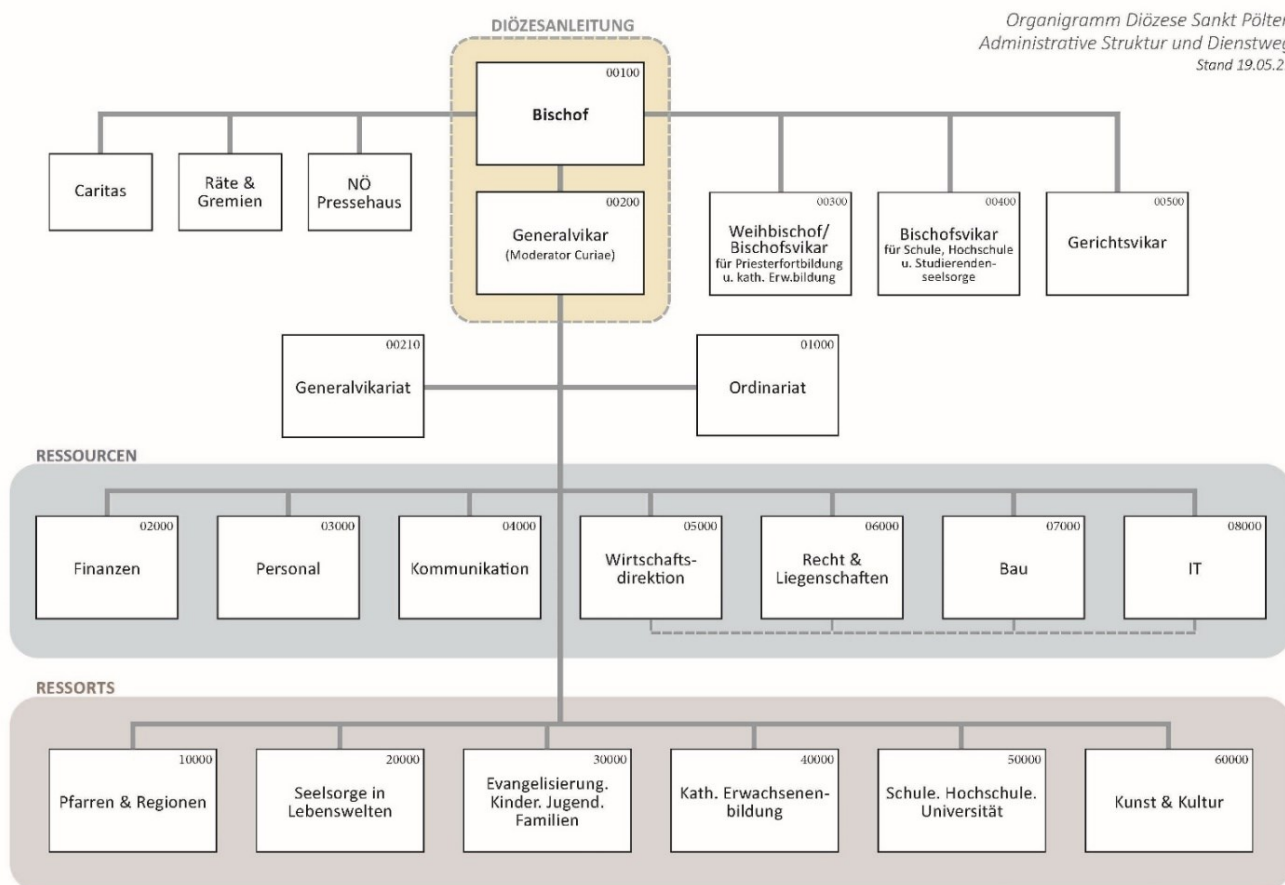 DIÖZESANLEITUNG
Organigramm Diözese Sankt Pölten
Administrative Struktur und Dienstweg
Stand 19.05.2
00100
Bischof
Caritas
Räte &
Gremien
NÖ
Pressehaus
00200
Generalvikar
(Moderator Curiae)
00300
Weihbischof/
Bischofsvikar
für Priesterfortbildung
u. kath. Erw.bildung
00400
Bischofsvikar
für Schule, Hochschule
u. Studierenden-
seelsorge
00500
Gerichtsvikar
00210
Generalvikariat
01000
Ordinariat
RESSOURCEN
02000
Finanzen
03000
Personal
04000
Kommunikation
05000
Wirtschafts-
direktion
06000
Recht &
Liegenschaften
07000
Bau
08000
IT
RESSORTS
10000
Pfarren & Regionen
20000
Seelsorge in
Lebenswelten
30000
Evangelisierung.
Kinder. Jugend.
Familien
40000
Kath. Erwachsenen-
bildung
50000
Schule. Hochschule.
Universität
60000
Kunst & Kultur